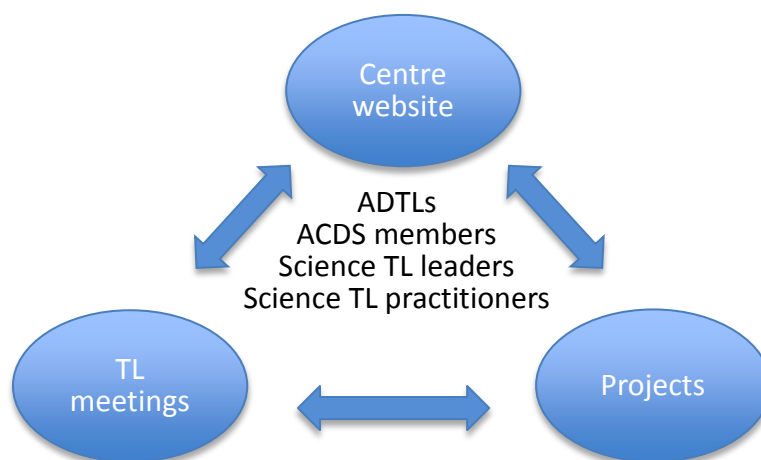 Centre
website
ADTLs
ACDS members
Science TL leaders
Science TL practitioners
TL
meetings
Projects